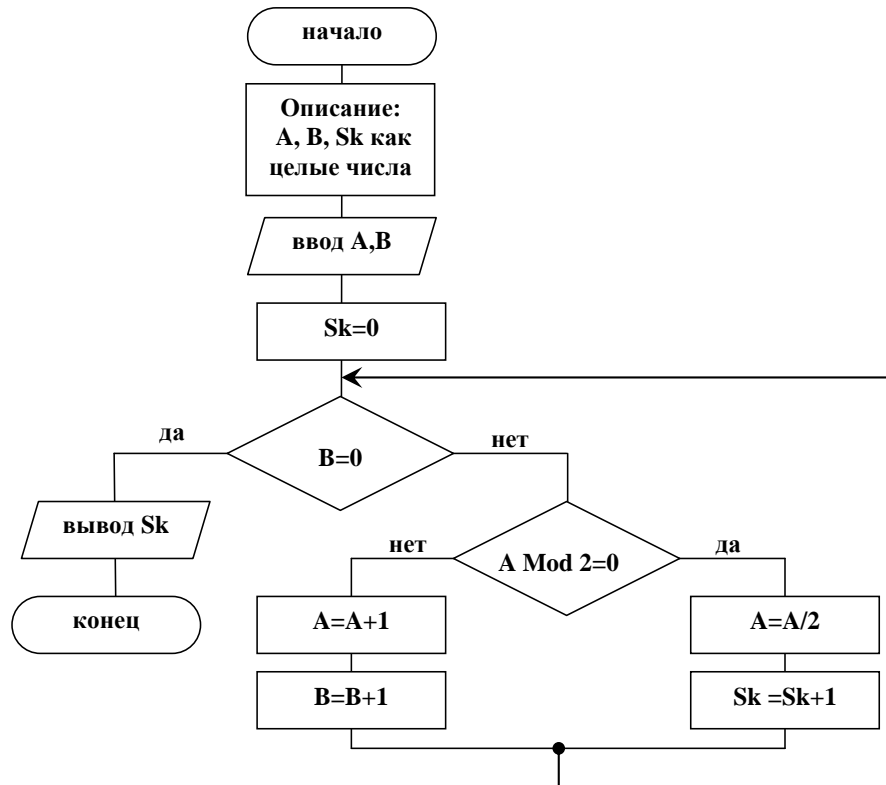 начало
Описание:
A, B, Sk как
целые числа
ввод A,B
Sk=0
да
нет
B=0
вывод Sk
нет
да
A Mod 2=0
конец
A=A+1
A=A/2
B=B+1
Sk =Sk+1